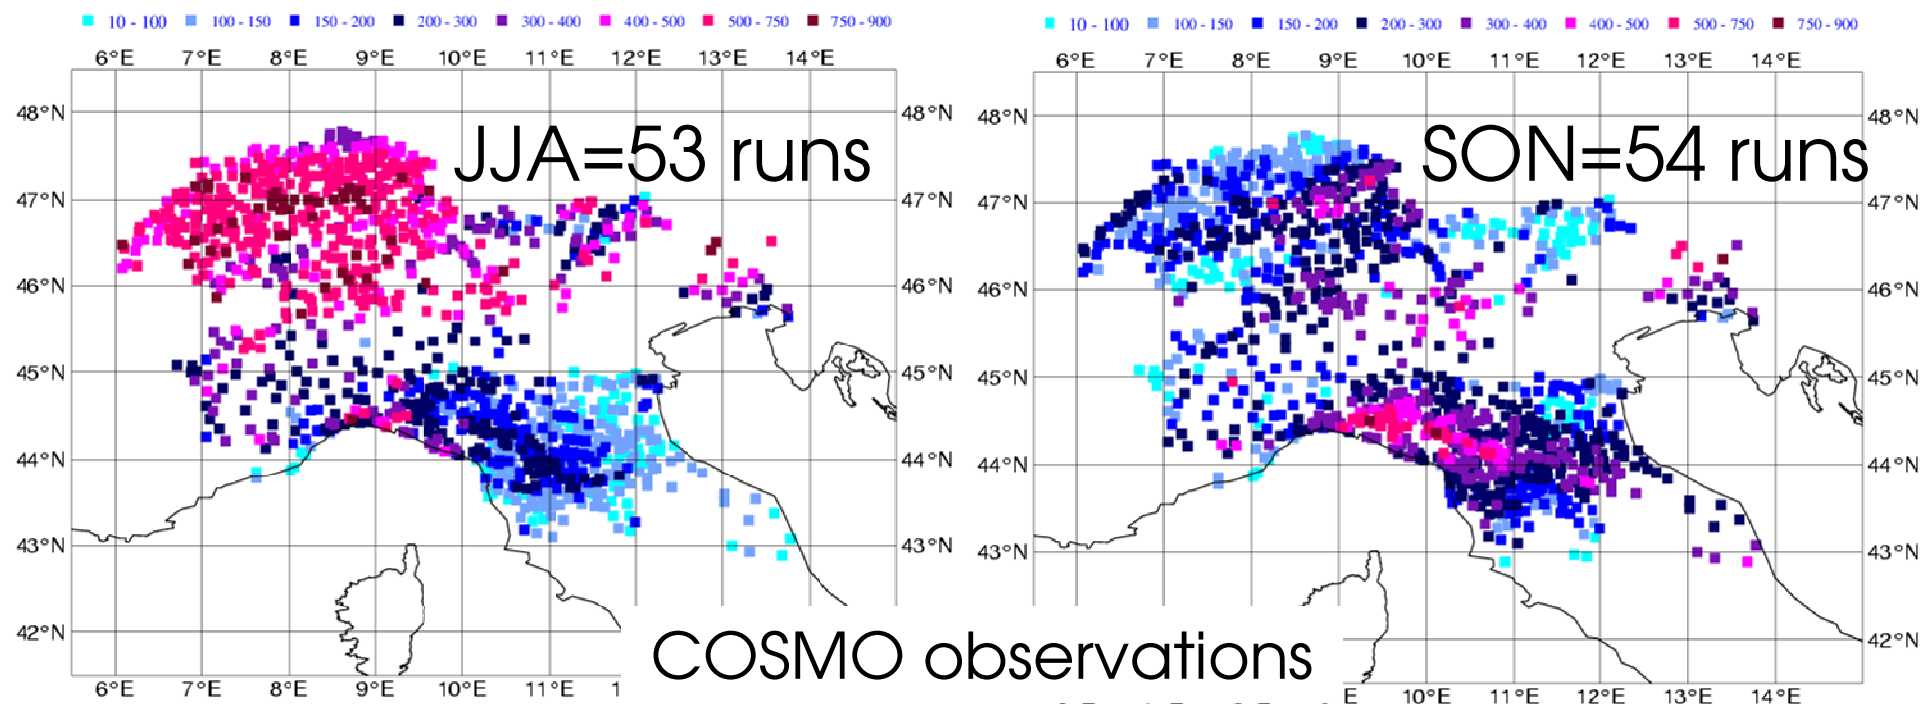 10 - 100 100 - 150 150 - 200 200 - 300 300 - 400 400 - 500 500 - 750 750 - 900
6°E 7°E 8°E 9°E 10°E 11°E 12°E 13°E 14°E
48°N 48°N
JJA=53 runs
47°N 47°N
46°N 46°N
45°N 45°N
44°N 44°N
43°N 43°N
42°N
6°E 7°E 8°E 9°E 10°E 11°E 1
10 - 100 100 - 150 150 - 200 200 - 300 300 - 400 400 - 500 500 - 750 750 - 900
6°E 7°E 8°E 9°E 10°E 11°E 12°E 13°E 14°E
48°N 48°N
SON=54 runs
47°N 47°N
46°N 46°N
45°N 45°N
44°N 44°N
43°N 43°N
42°N
E 10°E 11°E 12°E 13°E 14°E
COSMO observations